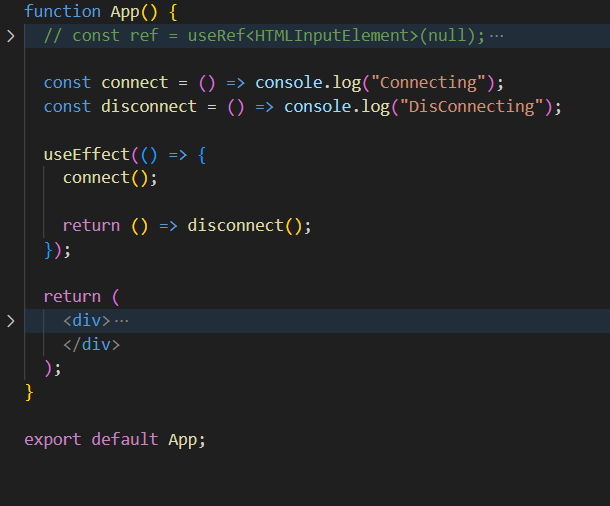 function App() {
// const ref = useRef<HTMLInputElement>(null);···
const connect = () => console.log("Connecting");
const disconnect = () => console.log("DisConnecting");
useEffect(() => {
connect();
return () => disconnect();
});
return (
<div>···
</div>
);
}
export default App;